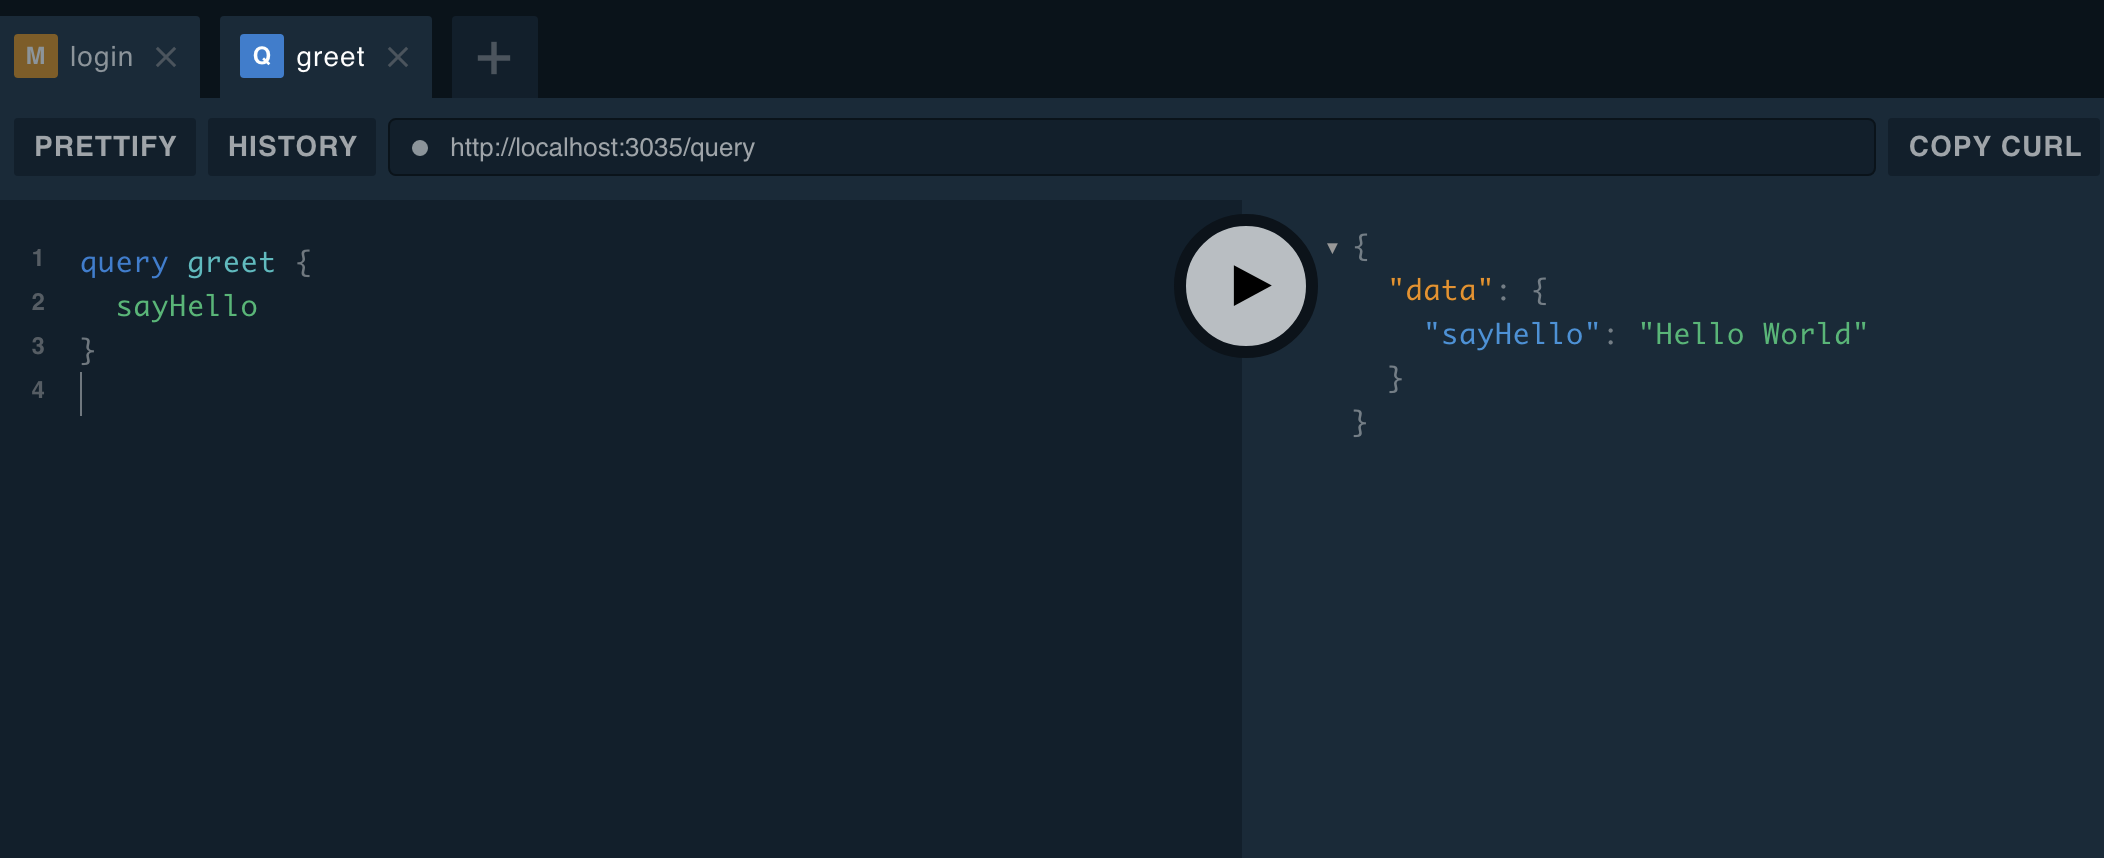 M login Q greet
PRETTIFY HISTORY http://localhost:3035/query COPY CURL
1 query greet {
2   sayHello
3 }
4
{
  "data": {
    "sayHello": "Hello World"
  }
}